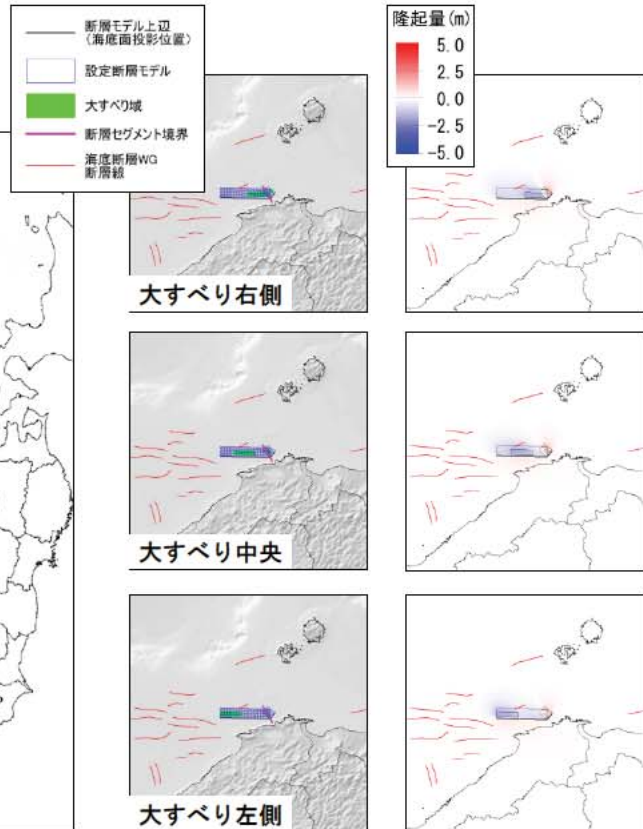 断層モデル上辺
（海底面投影位置）
設定断層モデル
大すべり域
断層セグメント境界
海底断層WG
断層線
隆起量(m)
5.0
2.5
0.0
-2.5
-5.0
大すべり右側
大すべり中央
大すべり左側